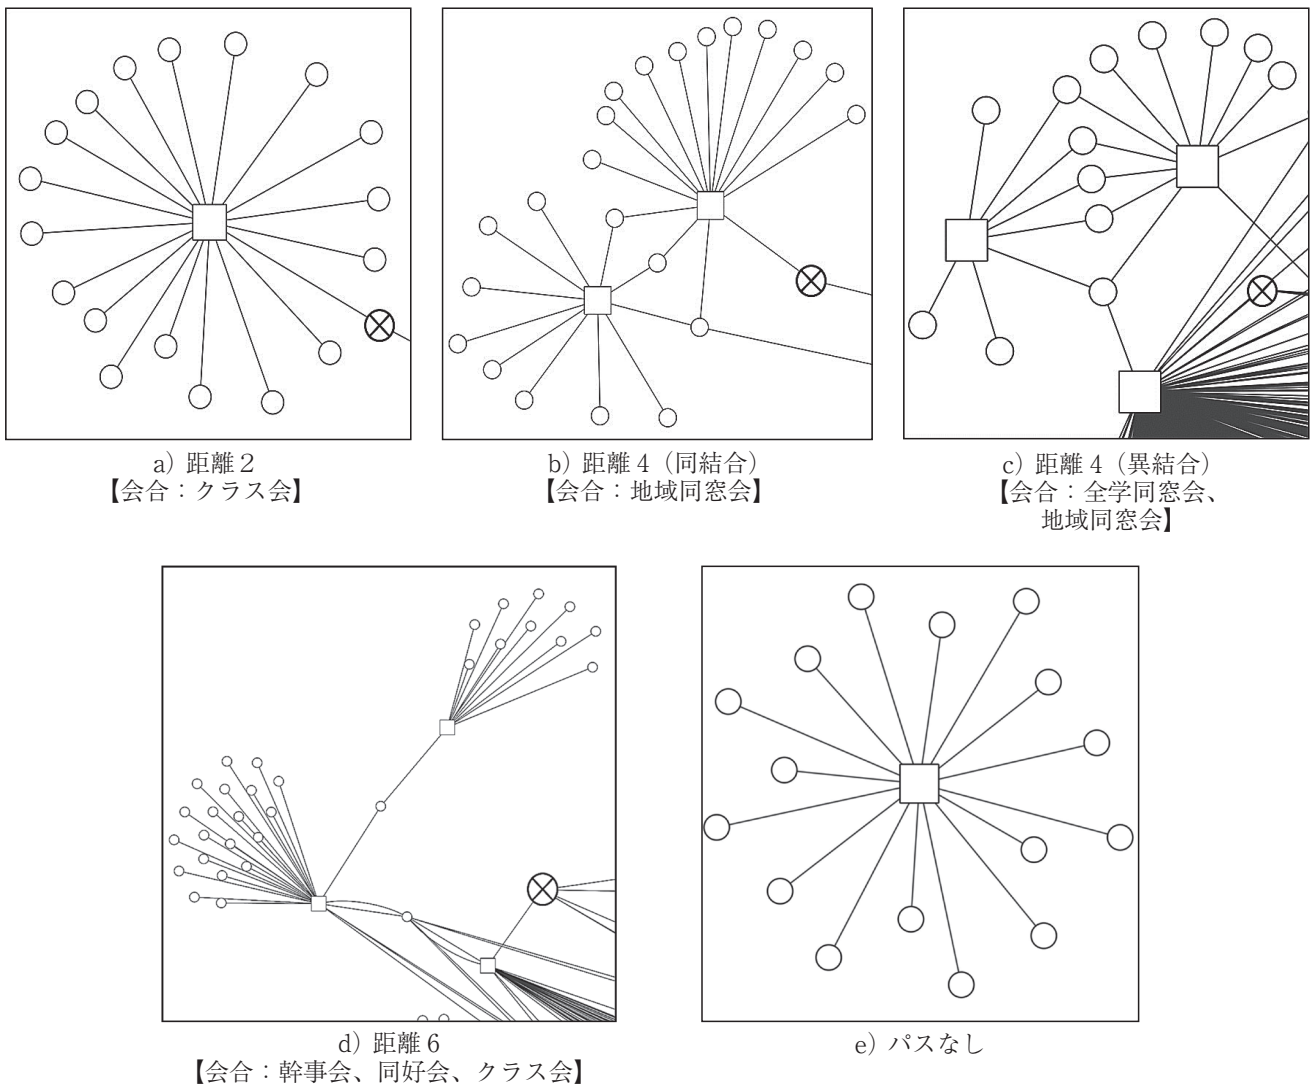 a）距離２
【会合：クラス会】
b）距離４（同結合）
【会合：地域同窓会】
c）距離４（異結合）
【会合：全学同窓会、
地域同窓会】
d）距離６
【会合：幹事会、同好会、クラス会】
e）パスなし